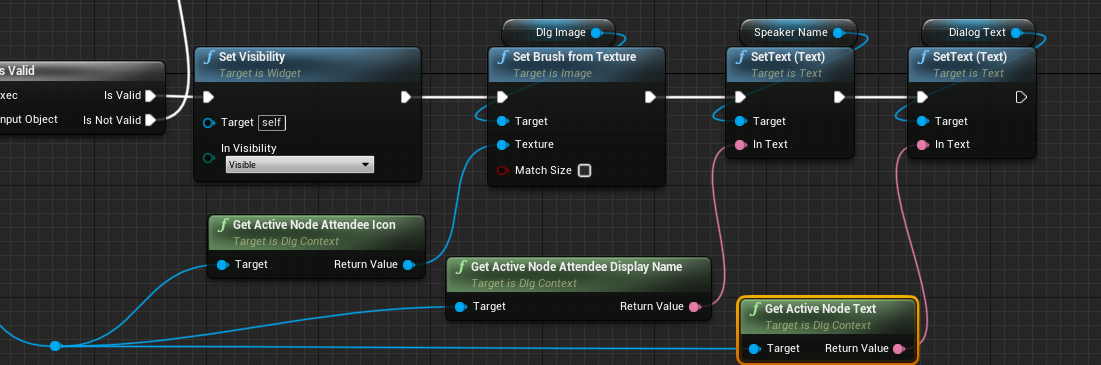 Dlg Image
Speaker Name
Dialog Text
s Valid
xec
Is Valid
nput Object
Is Not Valid
f Set Visibility
Target is Widget
Target self
In Visibility
Visible
f Set Brush from Texture
Target is Image
Target
Texture
Match Size
f SetText (Text)
Target is Text
Target
In Text
f SetText (Text)
Target is Text
Target
In Text
f Get Active Node Attendee Icon
Target is Dlg Context
Target Return Value
f Get Active Node Attendee Display Name
Target is Dlg Context
Target Return Value
f Get Active Node Text
Target is Dlg Context
Target Return Value